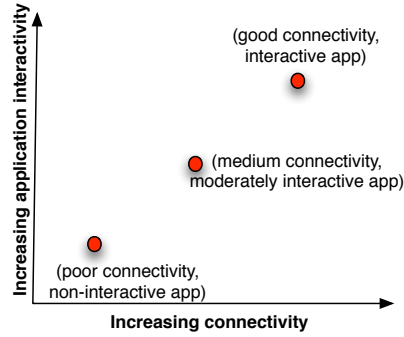 (good connectivity,
interactive app)
(medium connectivity,
moderately interactive app)
(poor connectivity,
non-interactive app)
Increasing application interactivity
Increasing connectivity